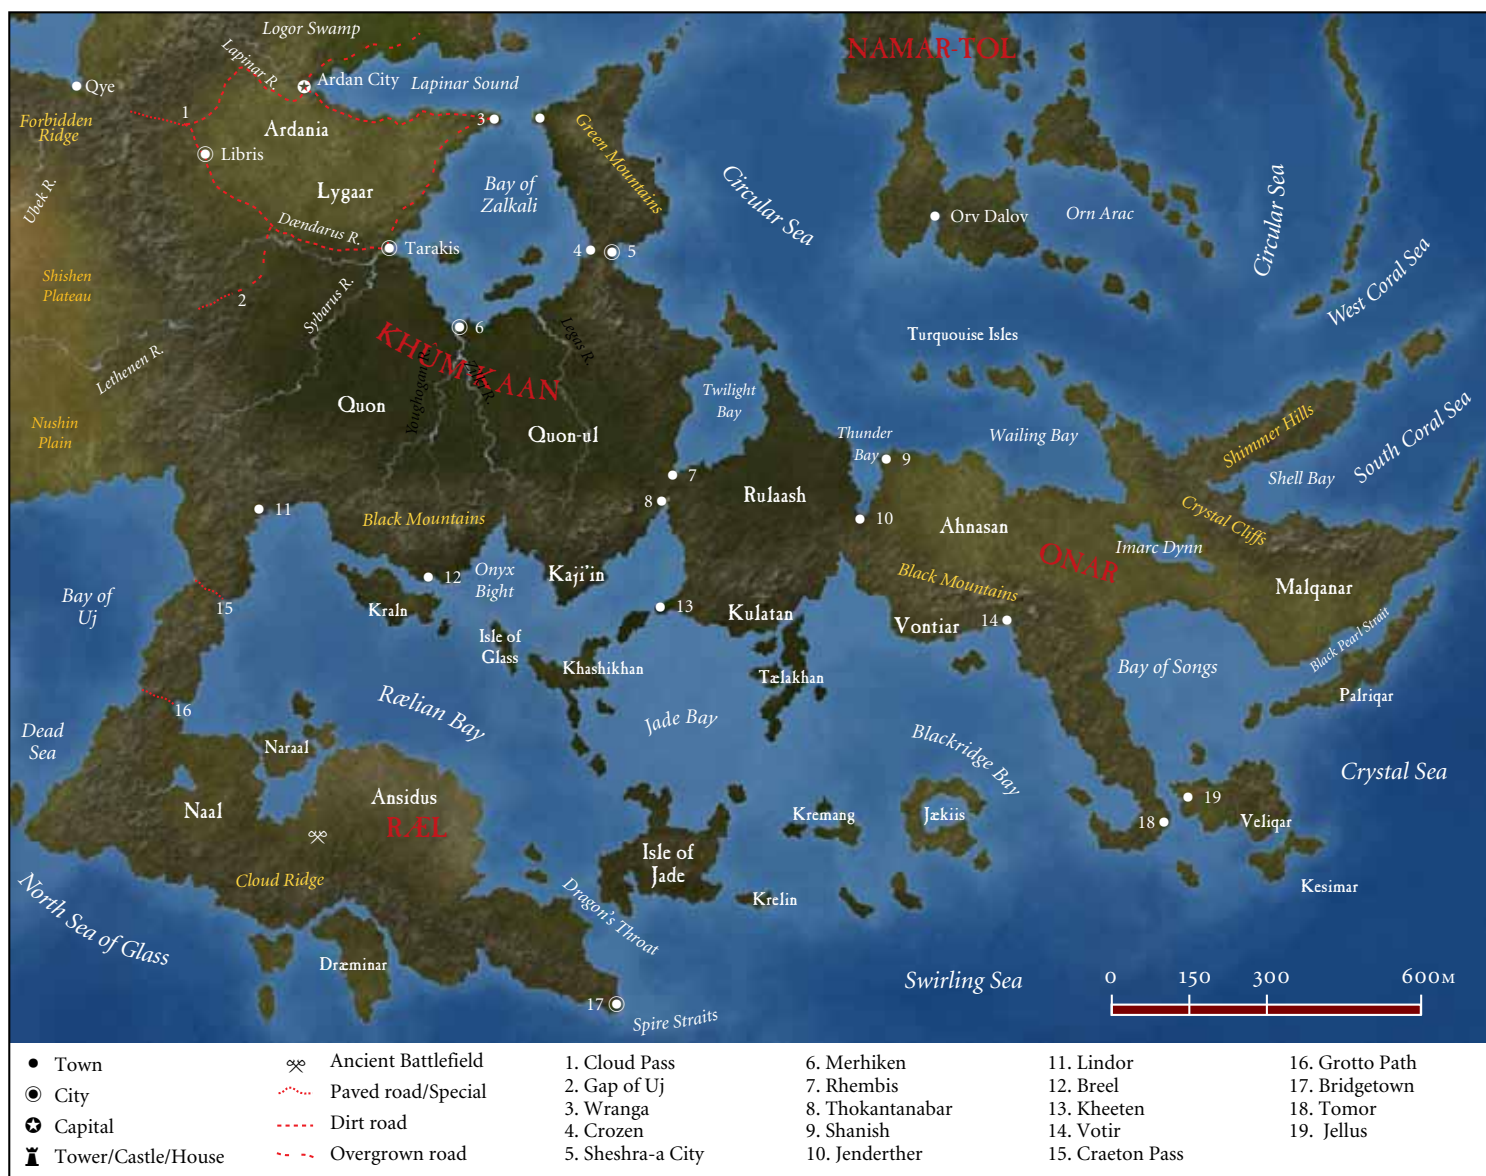 Logor Swamp
NAMAR-TOL
Lapinar R.
Qye
Ardan City
Lapinar Sound
1
3
Forbidden
Ridge
Ardania
Green Mountains
Libris
Circular Sea
Circular Sea
Ubek R.
Lygaar
Bay of
Zalkali
Orv Dalov
Orn Arac
Dændarus R.
Tarakis
4
5
West Coral Sea
Shishen
Plateau
2
Sybarus R.
6
Legas R.
Turquouise Isles
KHÚM KAAN
Lethenen R.
Youghogan R.
Zilki R.
Twilight
Bay
Quon
Quon-ul
Nushin
Plain
Thunder
Bay
Wailing Bay
Shimmer Hills
South Coral Sea
9
7
Shell Bay
8
Rulaash
11
Black Mountains
10
Ahnasan
Crystal Cliffs
Imarc Dynn
ONAR
12
Onyx
Bight
Kaji'in
Black Mountains
Malqanar
Bay of
Uj
15
Kraln
13
Kulatan
Vontiar
14
Isle of
Glass
Black Pearl Strait
Khashikhan
Tælakhan
Bay of Songs
Palriqar
16
Rælian Bay
Jade Bay
Dead
Sea
Naraal
Blackridge Bay
Crystal Sea
Naal
Ansidus
RÆL
Kremang
Jækiis
19
18
Veliqar
Isle of
Jade
Cloud Ridge
Krelin
Kesimar
North Sea of Glass
Dragon's Throat
Dræminar
Swirling Sea
0 150 300 600M
17
Spire Straits
Town
City
Capital
Tower/Castle/House
Ancient Battlefield
Paved road/Special
Dirt road
Overgrown road
1. Cloud Pass
2. Gap of Uj
3. Wranga
4. Crozen
5. Sheshra-a City
6. Merhiken
7. Rhembis
8. Thokantanabar
9. Shanish
10. Jenderther
11. Lindor
12. Breel
13. Kheeten
14. Votir
15. Craeton Pass
16. Grotto Path
17. Bridgetown
18. Tomor
19. Jellus